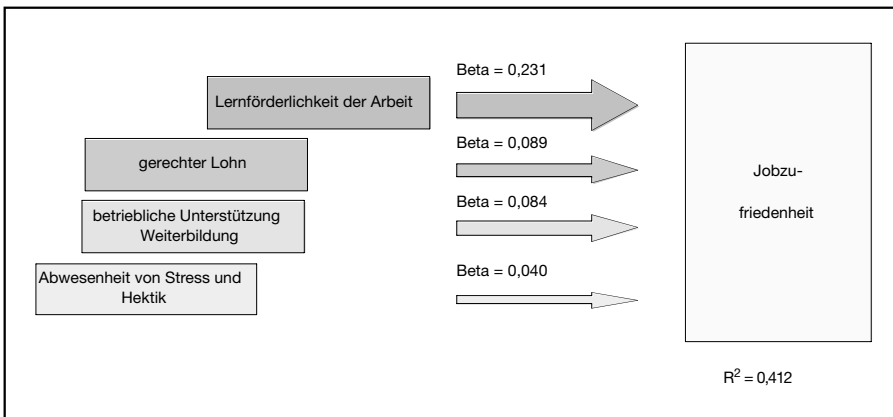 Beta = 0,231
Lernförderlichkeit der Arbeit
Beta = 0,089
gerechter Lohn
Beta = 0,084
betriebliche Unterstützung
Weiterbildung
Beta = 0,040
Abwesenheit von Stress und
Hektik
Jobzu-
friedenheit
R² = 0,412